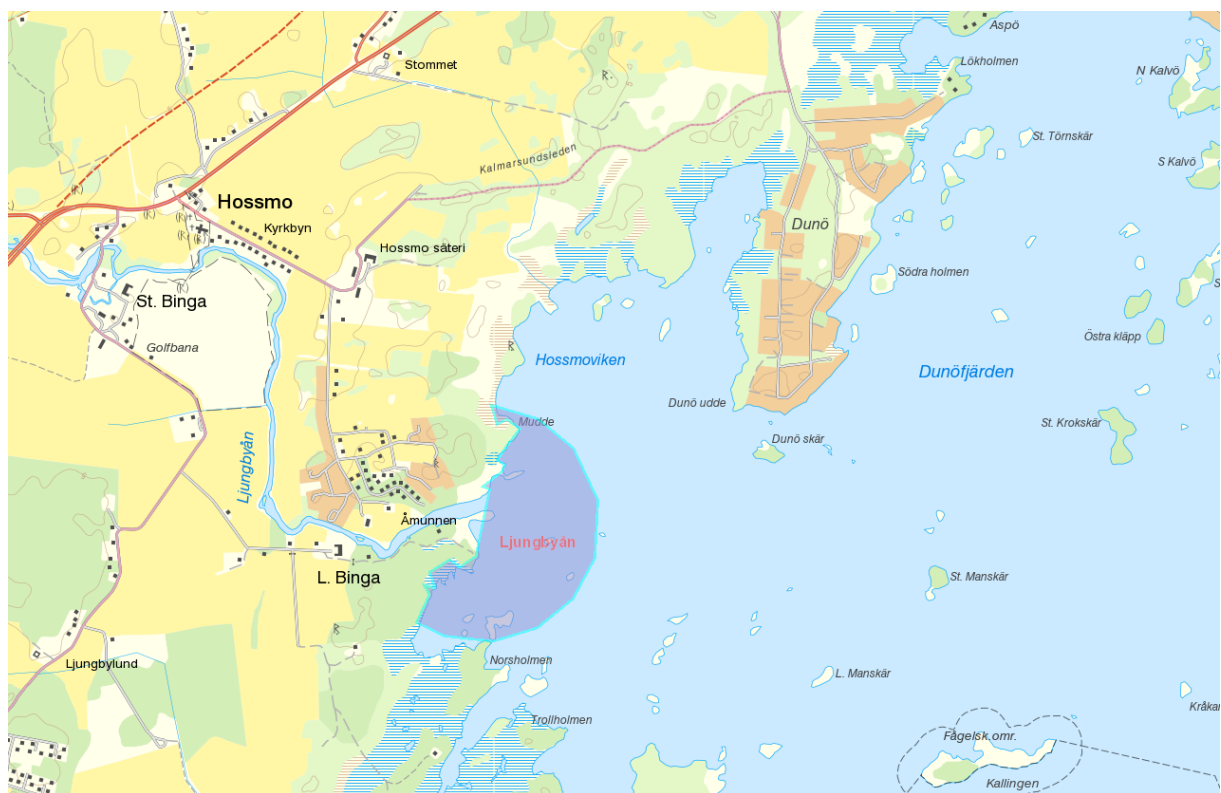 Aspö
Stommet
Lökholmen
N Kalvö
St. Törnskär
Kalmarsundsleden
S Kalvö
Hossmo
Kyrkbyn
Dunö
Hossmo säteri
Södra holmen
St. Binga
Golfbana
Östra kläpp
Hossmoviken
Dunöfjärden
Dunö udde
Mudde
St. Krokskär
Dunö skär
Ljungbyån
Åmunnen
Ljungbyån
L. Binga
St. Manskär
Ljungbylund
Norsholmen
L. Manskär
Kråkar
Trollholmen
Fågelsk.omr.
Kallingen
R
R
R
R
(R)
(R)
(R)
(R)
(R)
(R)
S